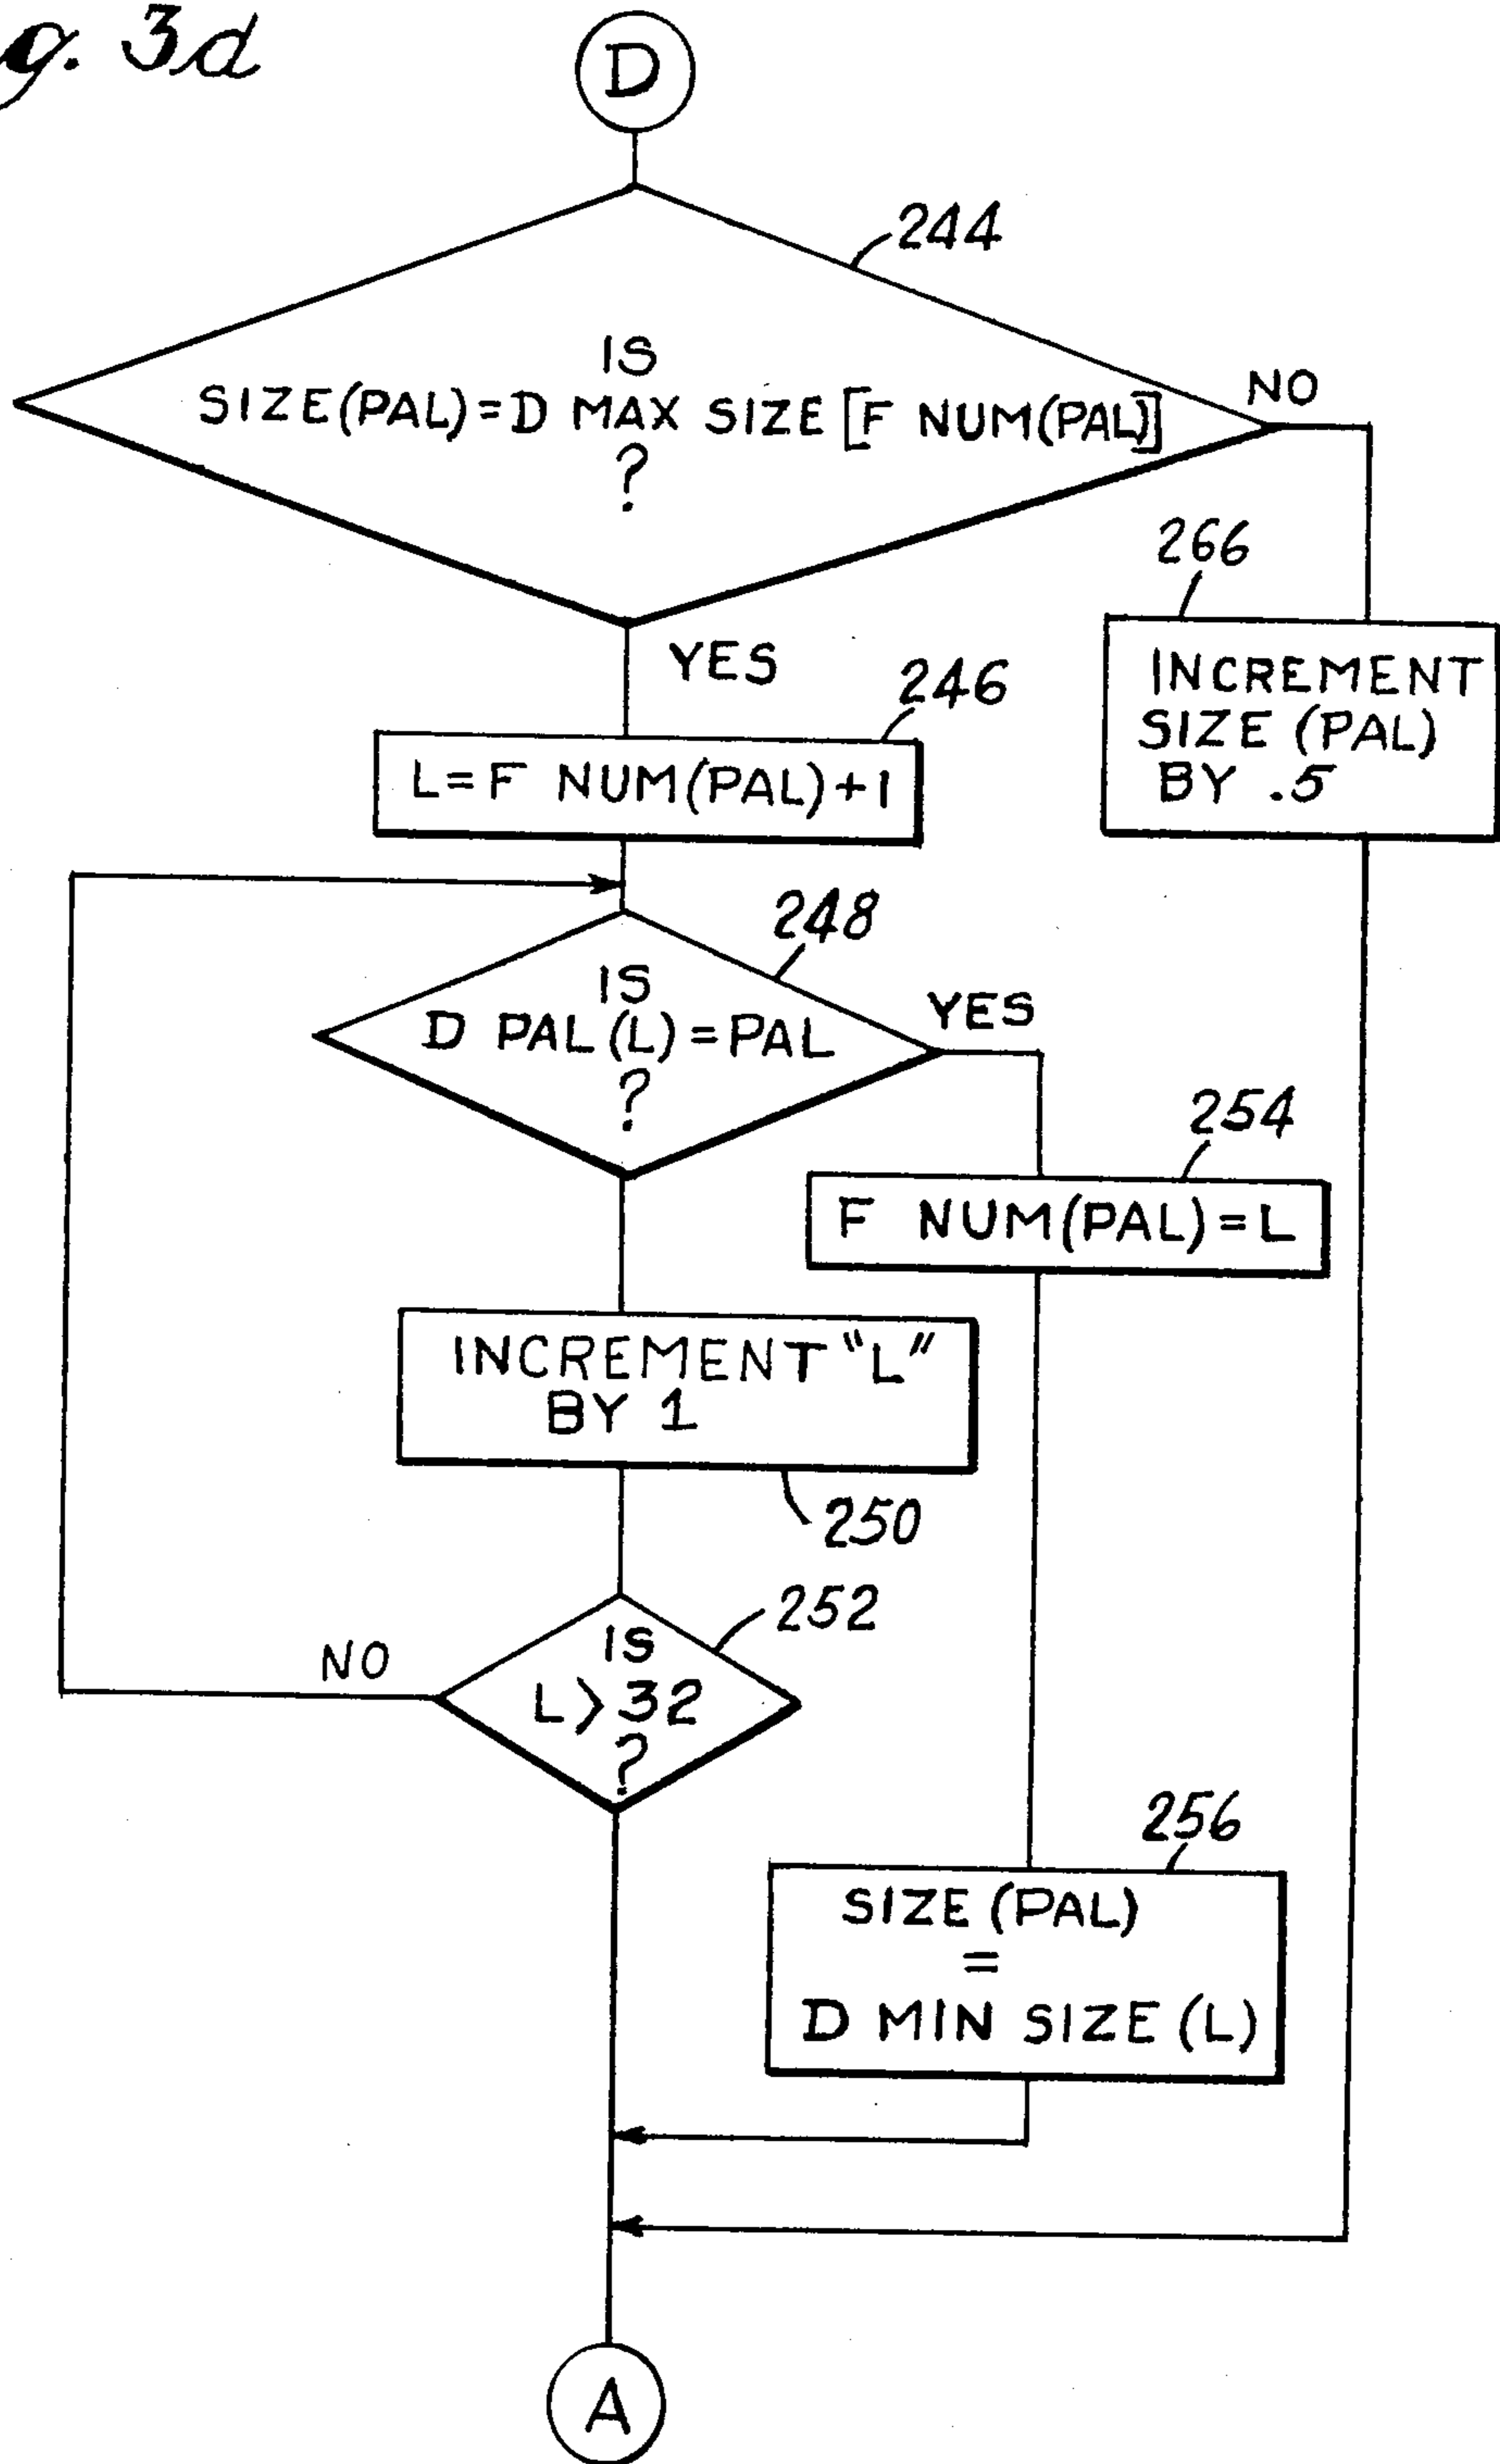 g. 3d
D
244
IS
SIZE(PAL)=D MAX SIZE[F NUM(PAL)]
?
NO
YES
266
INCREMENT
SIZE (PAL)
BY .5
246
L=F NUM(PAL)+1
248
IS
D PAL(L)=PAL
?
YES
254
F NUM(PAL)=L
INCREMENT "L"
BY 1
250
252
IS
L>32
?
NO
256
SIZE (PAL)
=
D MIN SIZE (L)
A